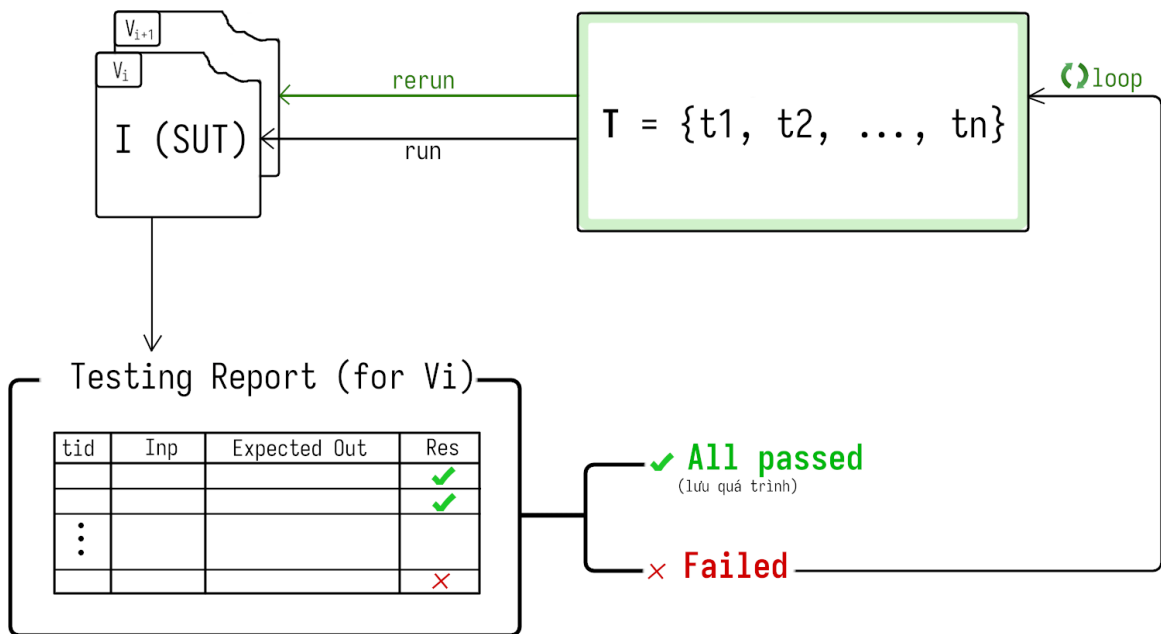 Vi+1
Vi
I (SUT)
rerun
run
T = {t1, t2, ..., tn}
loop
Testing Report (for Vi)
tid Inp Expected Out Res
All passed
(lưu quá trình)
Failed